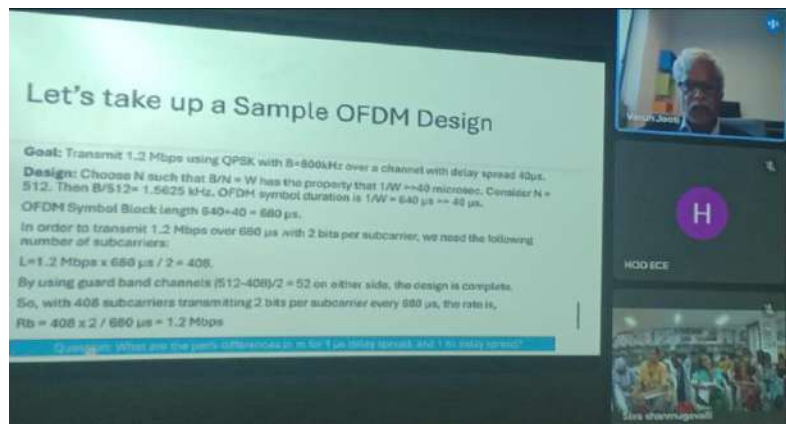 Let's take up a Sample OFDM Design
Goal: Transmit 1.2 Mbps using QPSK with B=800kHz over a channel with delay spread 40µs.
Design: Choose N such that B/N = W has the property that 1/W >>40 microsec. Consider N =
512. Then B/512= 1.5625 kHz. OFDM symbol duration is 1/W = 640 µs >> 40 µs.
OFDM Symbol Block length 640+40 = 680 µs.
In order to transmit 1.2 Mbps over 680 µs with 2 bits per subcarrier, we need the following
number of subcarriers:
L=1.2 Mbps x 680 µs / 2 = 408.
By using guard band channels (512-408)/2 = 52 on either side, the design is complete.
So, with 408 subcarriers transmitting 2 bits per subcarrier every 680 µs, the rate is,
Rb = 408 x 2 / 680 µs = 1.2 Mbps
Question: What are the path differences in m for 1 µs delay spread, and 1 ns delay spread?
Varun Jeoti
H
HOD ECE
Siva shanmugavalli